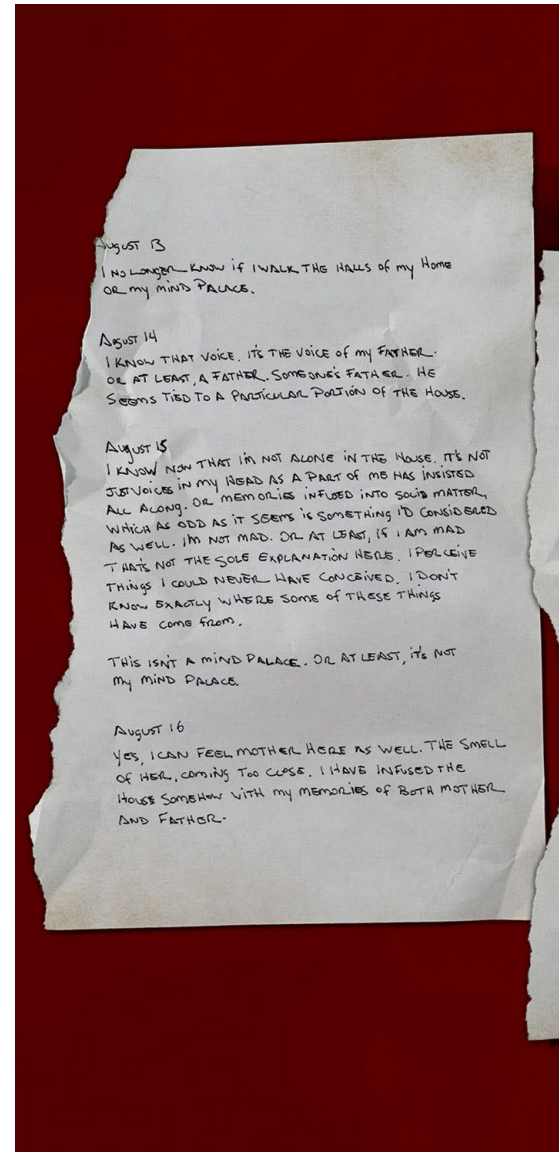 August 13
I no longer know if I walk the halls of my home
or my mind palace.
August 14
I know that voice. It's the voice of my father.
Or at least, a father. Someone's father. He
seems tied to a particular portion of the house.
August 15
I know now that I'm not alone in the house. It's not
just voices in my head as a part of me has insisted
all along. Or memories infused into solid matter,
which as odd as it seems is something I'd considered
as well. I'm not mad. Or at least, if I am mad
that's not the sole explanation here. I perceive
things I could never have conceived. I don't
know exactly where some of these things
have come from.
This isn't a mind palace. Or at least, it's not
my mind palace.
August 16
Yes, I can feel mother here as well. The smell
of her, coming too close. I have infused the
house somehow with my memories of both mother
and father.